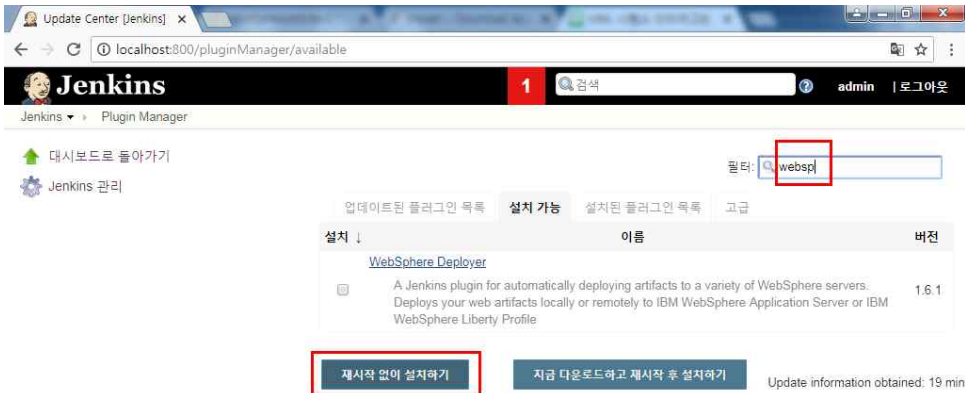 Update Center [Jenkins]
localhost:800/pluginManager/available
Jenkins
1
검색
admin
| 로그아웃
Jenkins
Plugin Manager
대시보드로 돌아가기
Jenkins 관리
필터:
websp
업데이트된 플러그인 목록
설치 가능
설치된 플러그인 목록
고급
설치 ↓
이름
버전
WebSphere Deployer
A Jenkins plugin for automatically deploying artifacts to a variety of WebSphere servers.
Deploys your web artifacts locally or remotely to IBM WebSphere Application Server or IBM
WebSphere Liberty Profile
1.6.1
재시작 없이 설치하기
지금 다운로드하고 재시작 후 설치하기
Update information obtained: 19 min